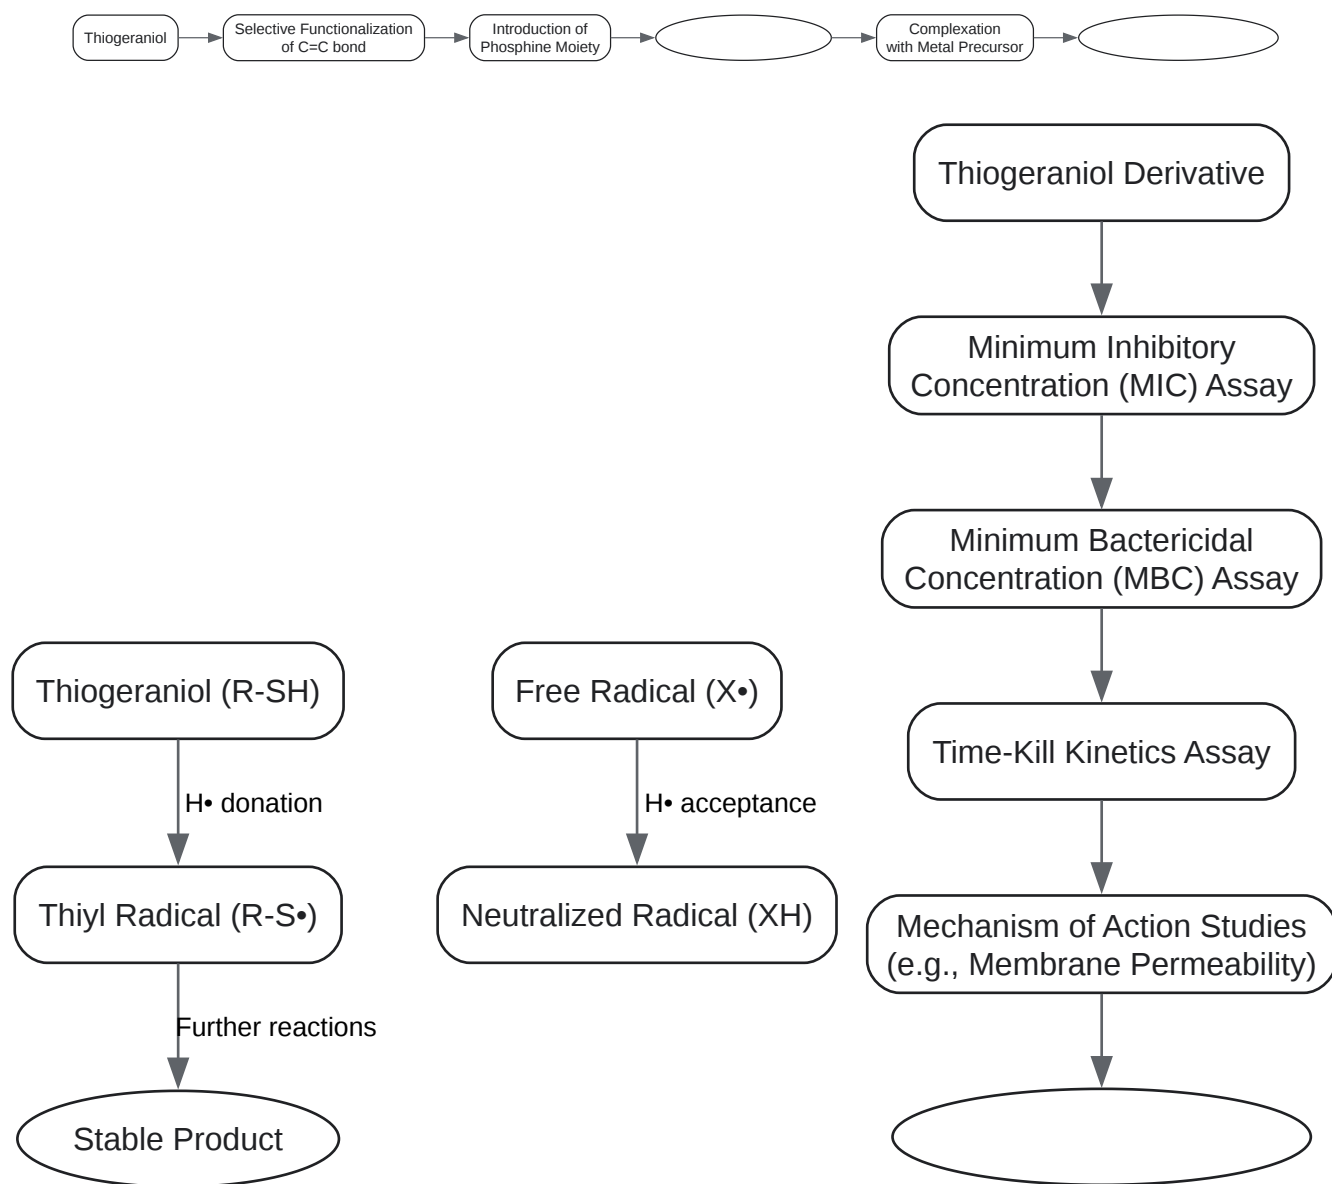 Thiogeraniol
Selective Functionalization
of C=C bond
Introduction of
Phosphine Moiety
Complexation
with Metal Precursor
Thiogeraniol Derivative
Minimum Inhibitory
Concentration (MIC) Assay
Minimum Bactericidal
Concentration (MBC) Assay
Thiogeraniol (R-SH)
Free Radical (X•)
Time-Kill Kinetics Assay
H• donation
H• acceptance
Thiyl Radical (R-S•)
Neutralized Radical (XH)
Mechanism of Action Studies
(e.g., Membrane Permeability)
Further reactions
Stable Product